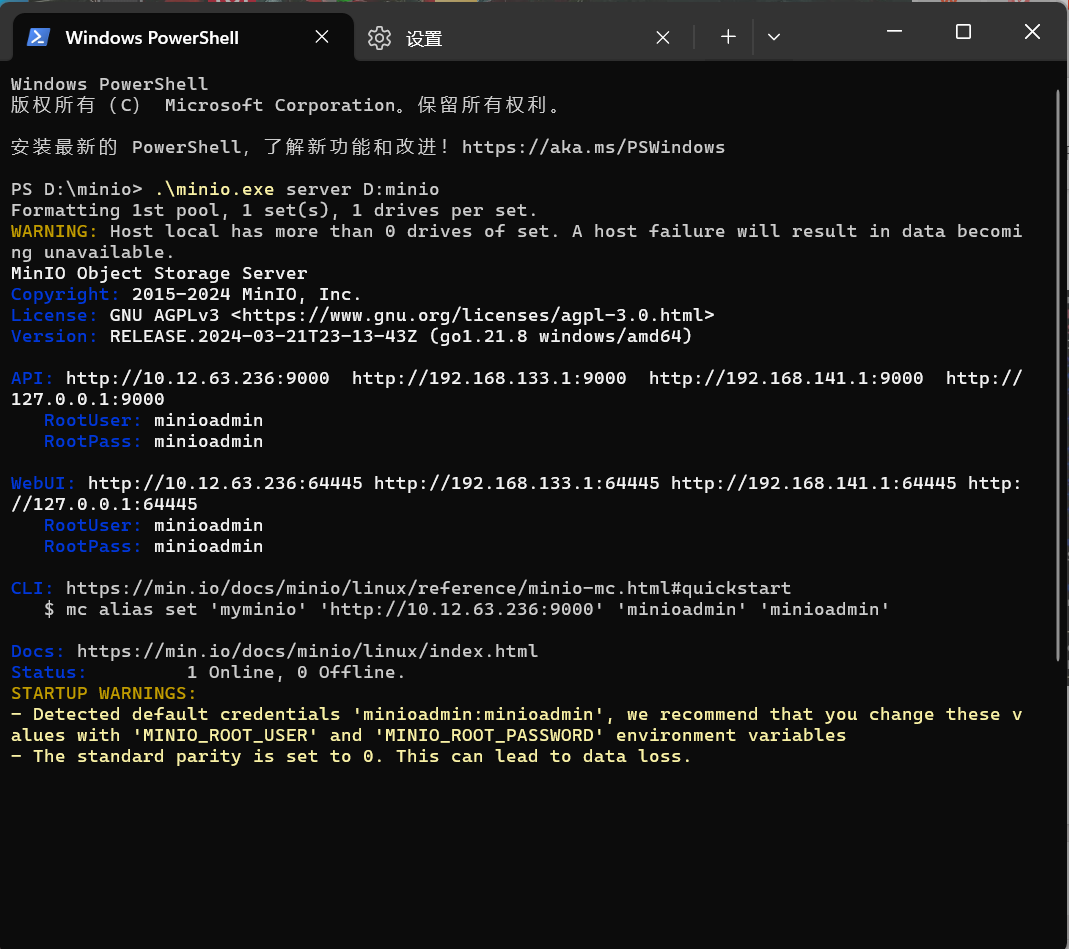 Windows PowerShell
设置
Windows PowerShell
版权所有 (C)  Microsoft Corporation。保留所有权利。
安装最新的 PowerShell，了解新功能和改进！https://aka.ms/PSWindows
PS D:\minio> .\minio.exe server D:minio
Formatting 1st pool, 1 set(s), 1 drives per set.
WARNING: Host local has more than 0 drives of set. A host failure will result in data becomi
ng unavailable.
MinIO Object Storage Server
Copyright: 2015-2024 MinIO, Inc.
License: GNU AGPLv3 <https://www.gnu.org/licenses/agpl-3.0.html>
Version: RELEASE.2024-03-21T23-13-43Z (go1.21.8 windows/amd64)
API: http://10.12.63.236:9000  http://192.168.133.1:9000  http://192.168.141.1:9000  http://
127.0.0.1:9000
RootUser: minioadmin
RootPass: minioadmin
WebUI: http://10.12.63.236:64445 http://192.168.133.1:64445 http://192.168.141.1:64445 http:
//127.0.0.1:64445
RootUser: minioadmin
RootPass: minioadmin
CLI: https://min.io/docs/minio/linux/reference/minio-mc.html#quickstart
$ mc alias set 'myminio' 'http://10.12.63.236:9000' 'minioadmin' 'minioadmin'
Docs: https://min.io/docs/minio/linux/index.html
Status:         1 Online, 0 Offline.
STARTUP WARNINGS:
- Detected default credentials 'minioadmin:minioadmin', we recommend that you change these v
alues with 'MINIO_ROOT_USER' and 'MINIO_ROOT_PASSWORD' environment variables
- The standard parity is set to 0. This can lead to data loss.